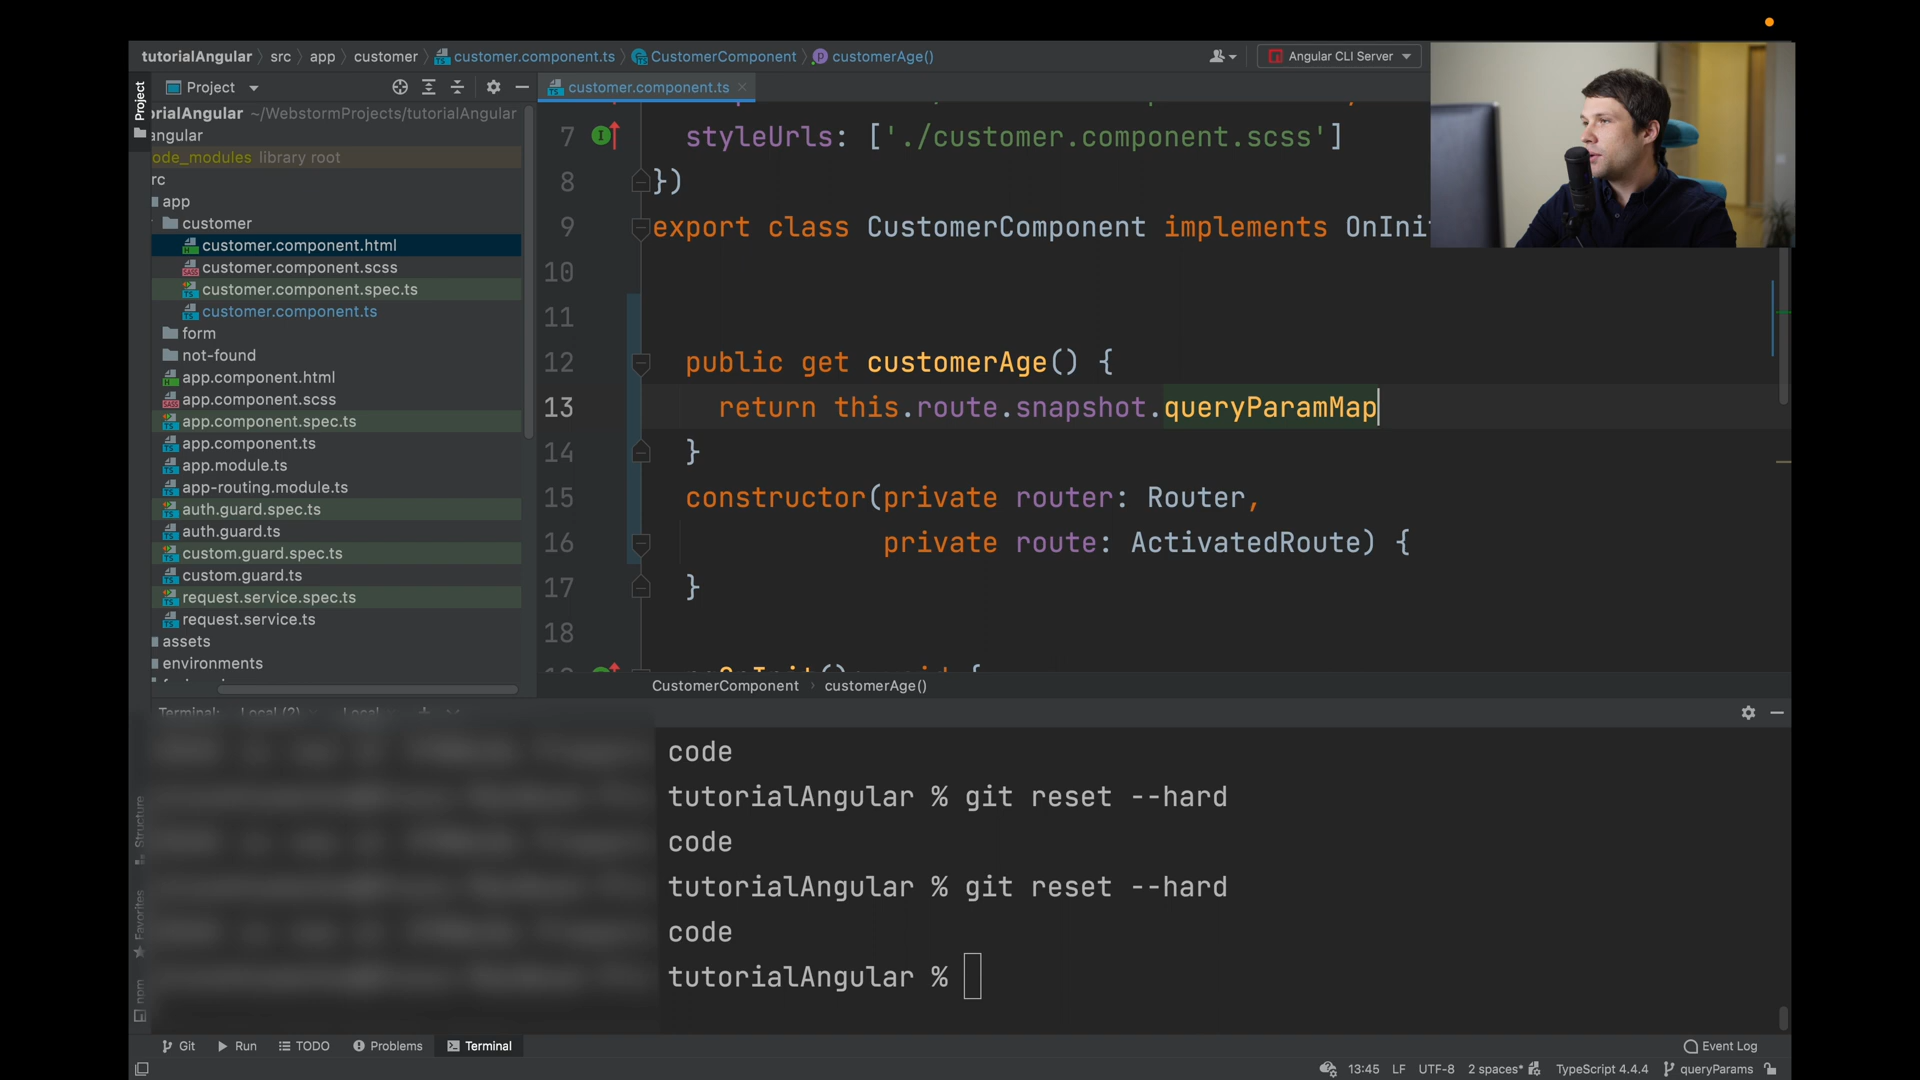 tutorialAngular src app customer customer.component.ts CustomerComponent customerAge()
Angular CLI Server
Project
Project
customer.component.ts
rialAngular ~/WebstormProjects/tutorialAngular
angular
ode_modules library root
rc
app
customer
customer.component.html
customer.component.scss
customer.component.spec.ts
customer.component.ts
form
not-found
app.component.html
app.component.scss
app.component.spec.ts
app.component.ts
app.module.ts
app-routing.module.ts
auth.guard.spec.ts
auth.guard.ts
custom.guard.spec.ts
custom.guard.ts
request.service.spec.ts
request.service.ts
assets
environments
7 styleUrls: ['./customer.component.scss']
8 })
9 export class CustomerComponent implements OnInit
10
11
12 public get customerAge() {
13 return this.route.snapshot.queryParamMap
14 }
15 constructor(private router: Router,
16 private route: ActivatedRoute) {
17 }
18
CustomerComponent customerAge()
Terminal: Local (2) Local
code
tutorialAngular % git reset --hard
code
tutorialAngular % git reset --hard
code
tutorialAngular %
Structure
Favorites
npm
Git Run TODO Problems Terminal
Event Log
13:45 LF UTF-8 2 spaces* TypeScript 4.4.4 queryParams